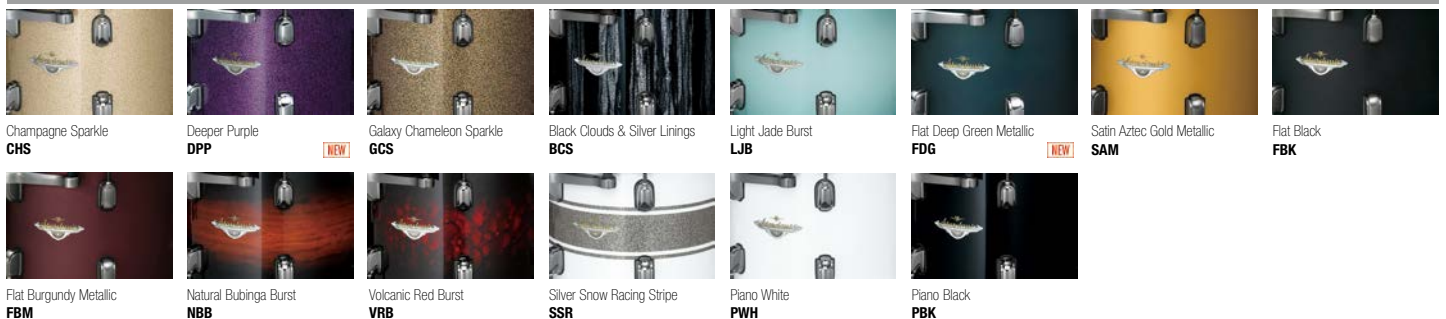 Champagne Sparkle
CHS
Deeper Purple
DPP
NEW
Galaxy Chameleon Sparkle
GCS
Black Clouds & Silver Linings
BCS
Light Jade Burst
LJB
Flat Deep Green Metallic
FDG
NEW
Satin Aztec Gold Metallic
SAM
Flat Black
FBK
Flat Burgundy Metallic
FBM
Natural Bubinga Burst
NBB
Volcanic Red Burst
VRB
Silver Snow Racing Stripe
SSR
Piano White
PWH
Piano Black
PBK